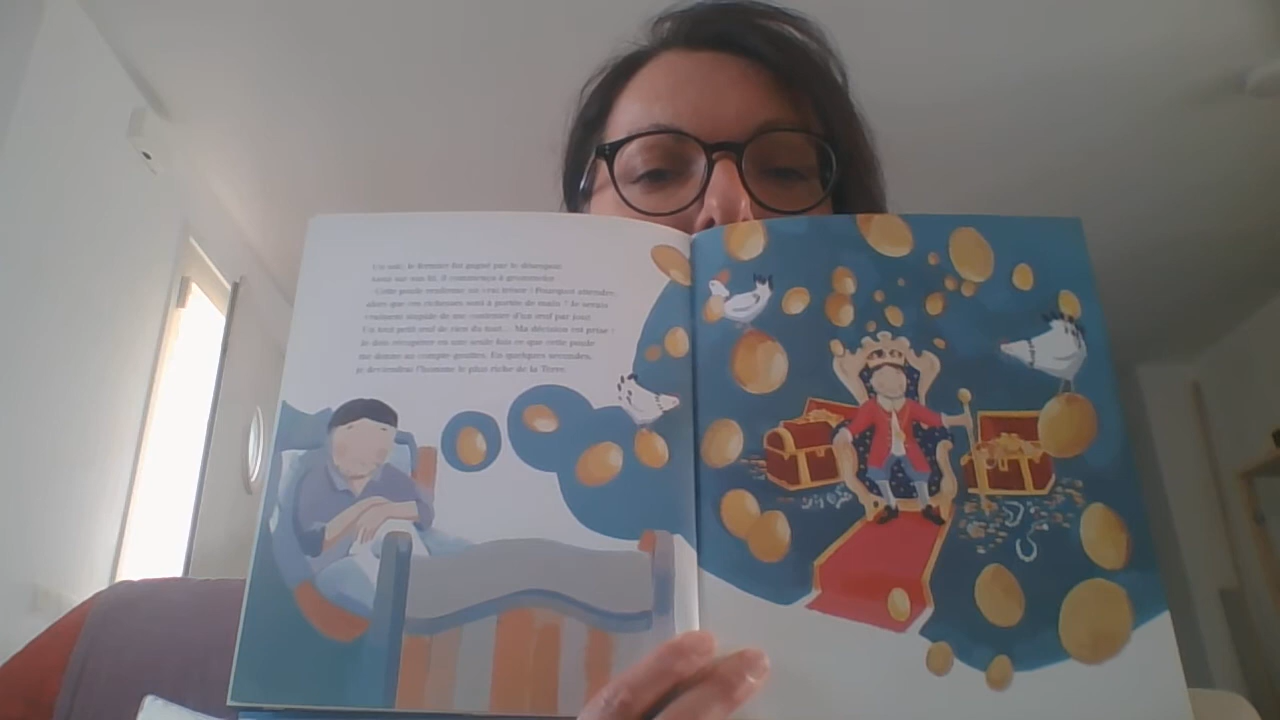 Un soir, le fermier fut gagné par le désespoir.
Assis sur son lit, il commença à grommeler.
- Cette poule renferme un vrai trésor ! Pourquoi attendre
alors que ces richesses sont à portée de main ? Je serais
vraiment stupide de me contenter d'un œuf par jour.
Un tout petit œuf de rien du tout... Ma décision est prise :
Je dois récupérer en une seule fois ce que cette poule
me donne au compte-gouttes. En quelques secondes,
je deviendrai l'homme le plus riche de la Terre.